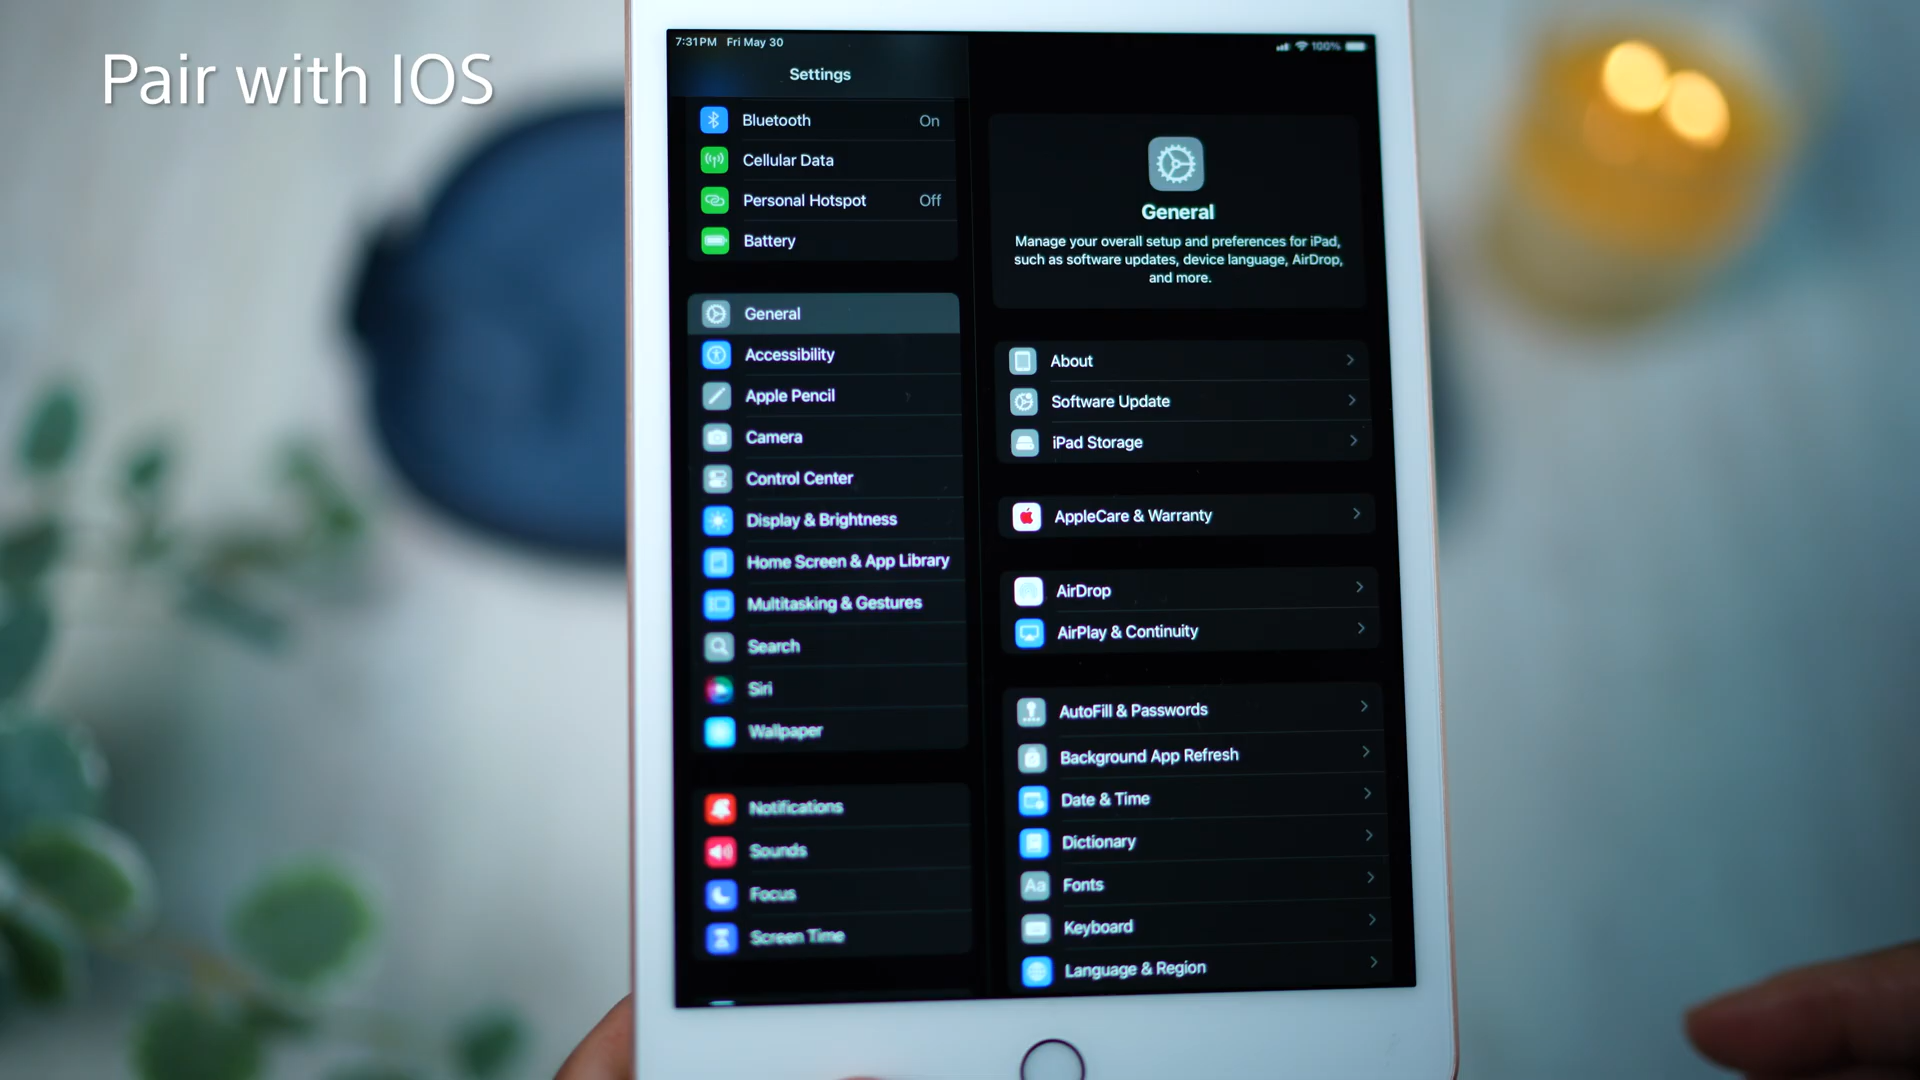 Pair with IOS
7:31 PM Fri May 30
100%
Settings
Bluetooth On
Cellular Data
Personal Hotspot Off
Battery
General
Accessibility
Apple Pencil
Camera
Control Center
Display & Brightness
Home Screen & App Library
Multitasking & Gestures
Search
Siri
Wallpaper
Notifications
Sounds
Focus
Screen Time
General
Manage your overall setup and preferences for iPad,
such as software updates, device language, AirDrop,
and more.
About
Software Update
iPad Storage
AppleCare & Warranty
AirDrop
AirPlay & Continuity
AutoFill & Passwords
Background App Refresh
Date & Time
Dictionary
Aa Fonts
Keyboard
Language & Region